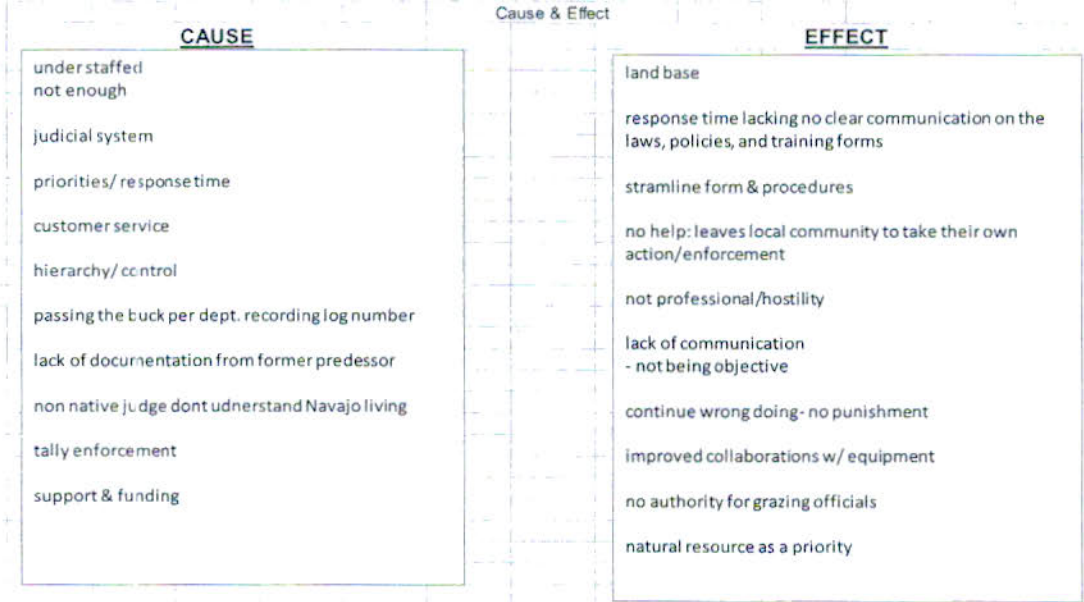 Cause & Effect
CAUSE
under staffed
not enough
judicial system
priorities/ response time
customer service
hierarchy/ control
passing the buck per dept. recording log number
lack of documentation from former predessor
non native judge dont udnerstand Navajo living
tally enforcement
support & funding
EFFECT
land base
response time lacking no clear communication on the
laws, policies, and training forms
stramline form & procedures
no help: leaves local community to take their own
action/enforcement
not professional/hostility
lack of communication
- not being objective
continue wrong doing- no punishment
improved collaborations w/ equipment
no authority for grazing officials
natural resource as a priority